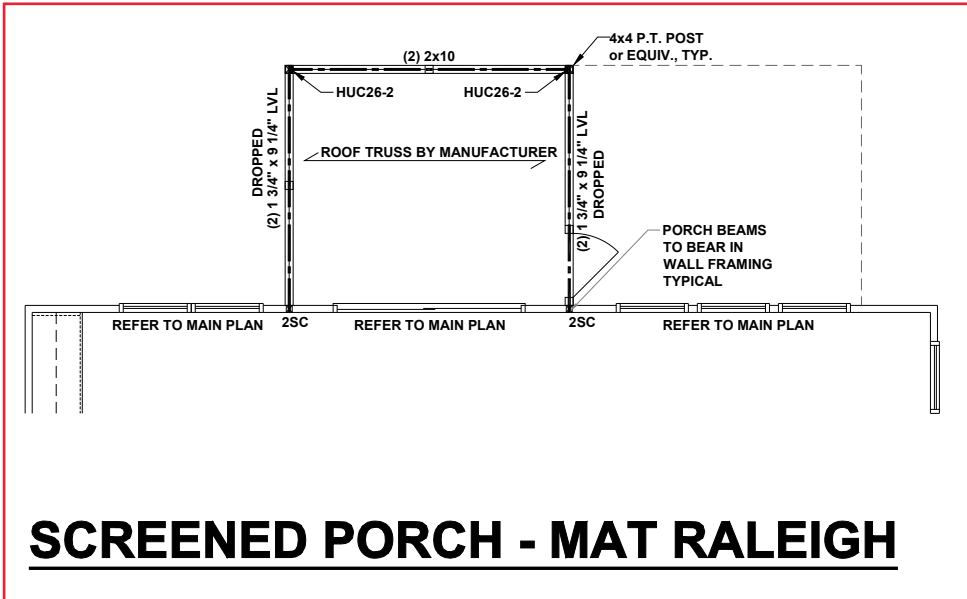 4x4 P.T. POST
or EQUIV., TYP.
(2) 2x10
HUC26-2
HUC26-2
DROPPED
(2) 1 3/4" x 9 1/4" LVL
ROOF TRUSS BY MANUFACTURER
(2) 1 3/4" x 9 1/4" LVL
DROPPED
PORCH BEAMS
TO BEAR IN
WALL FRAMING
TYPICAL
REFER TO MAIN PLAN
2SC
REFER TO MAIN PLAN
2SC
REFER TO MAIN PLAN
SCREENED PORCH - MAT RALEIGH